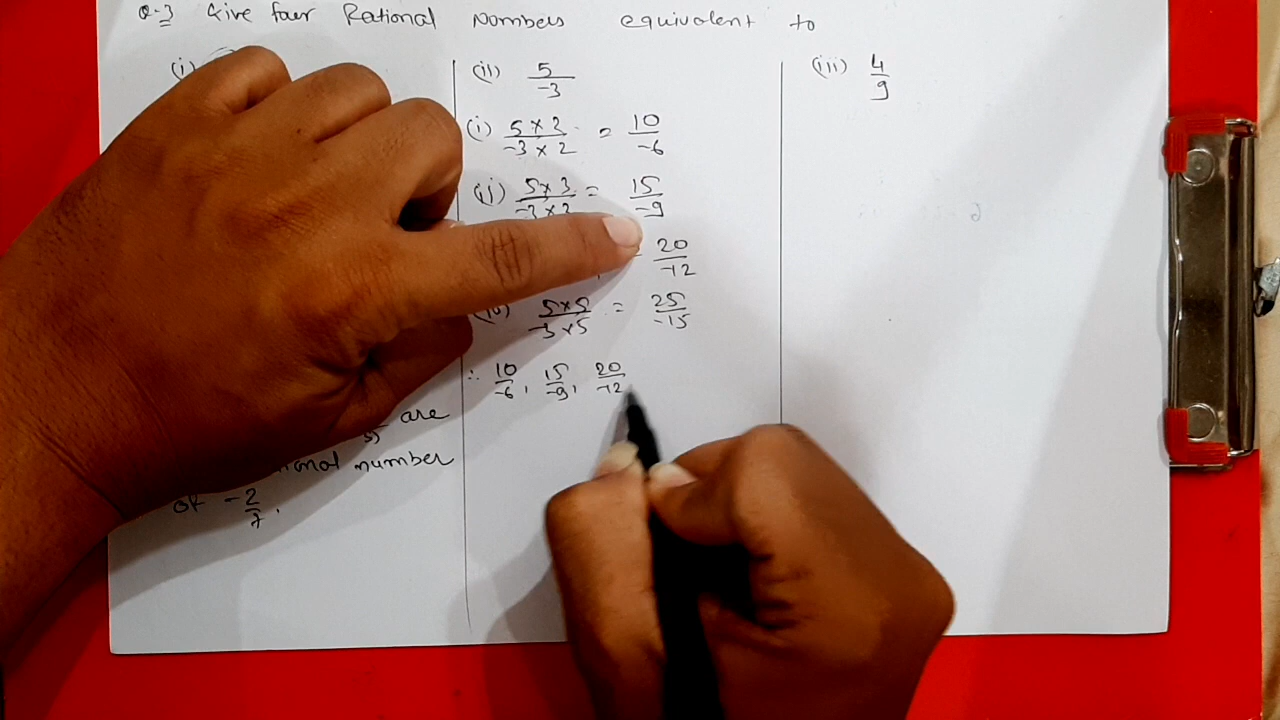 Q-3 Give four Rational Numbers equivalent to
(i)
are
number
of -2/7.
(ii) 5/-3
(i) 5×2/-3×2 = 10/-6
(ii) 5×3/-3×3 = 15/-9
= 20/-12
(iv) 5×5/-3×5 = 25/-15
∴ 10/-6, 15/-9, 20/-12
(iii) 4/9